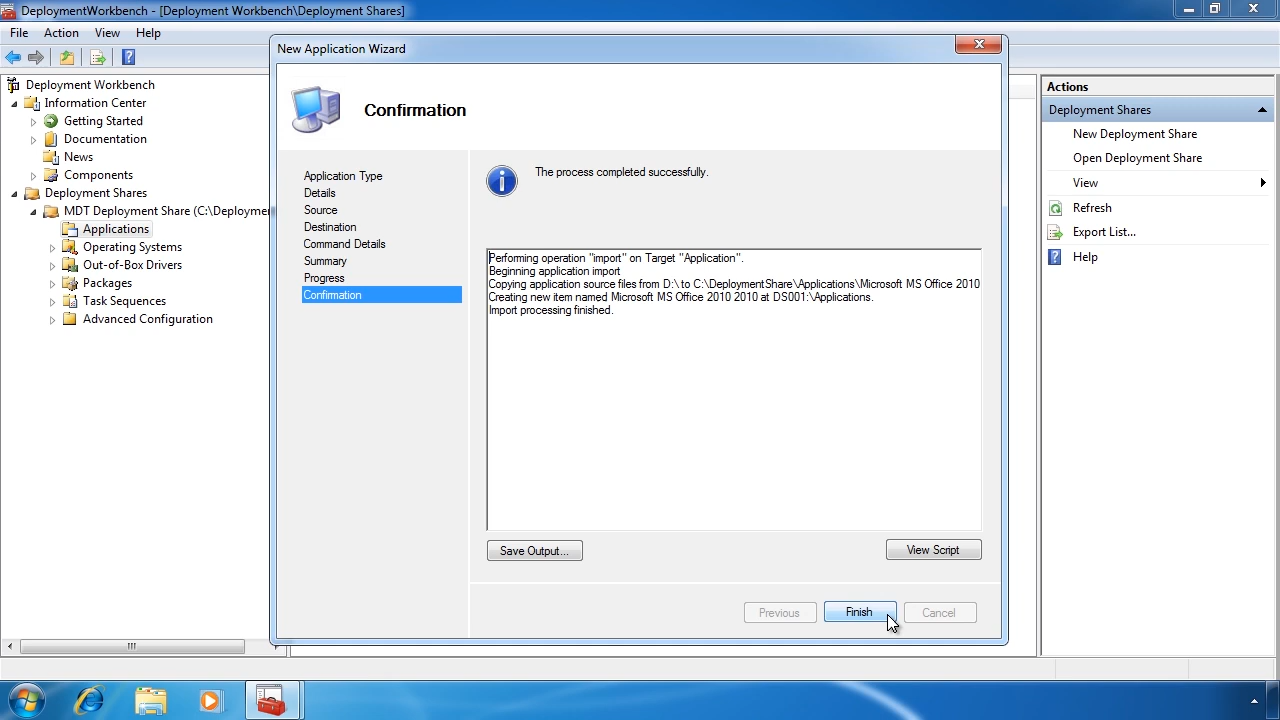 DeploymentWorkbench - [Deployment Workbench\Deployment Shares]
File Action View Help
Deployment Workbench
Information Center
Getting Started
Documentation
News
Components
Deployment Shares
MDT Deployment Share (C:\Deployme
Applications
Operating Systems
Out-of-Box Drivers
Packages
Task Sequences
Advanced Configuration
New Application Wizard
Confirmation
Application Type
Details
Source
Destination
Command Details
Summary
Progress
Confirmation
The process completed successfully.
Performing operation "import" on Target "Application".
Beginning application import
Copying application source files from D:\ to C:\DeploymentShare\Applications\Microsoft MS Office 2010
Creating new item named Microsoft MS Office 2010 2010 at DS001:\Applications.
Import processing finished.
Save Output...
View Script
Previous
Finish
Cancel
Actions
Deployment Shares
New Deployment Share
Open Deployment Share
View
Refresh
Export List...
Help